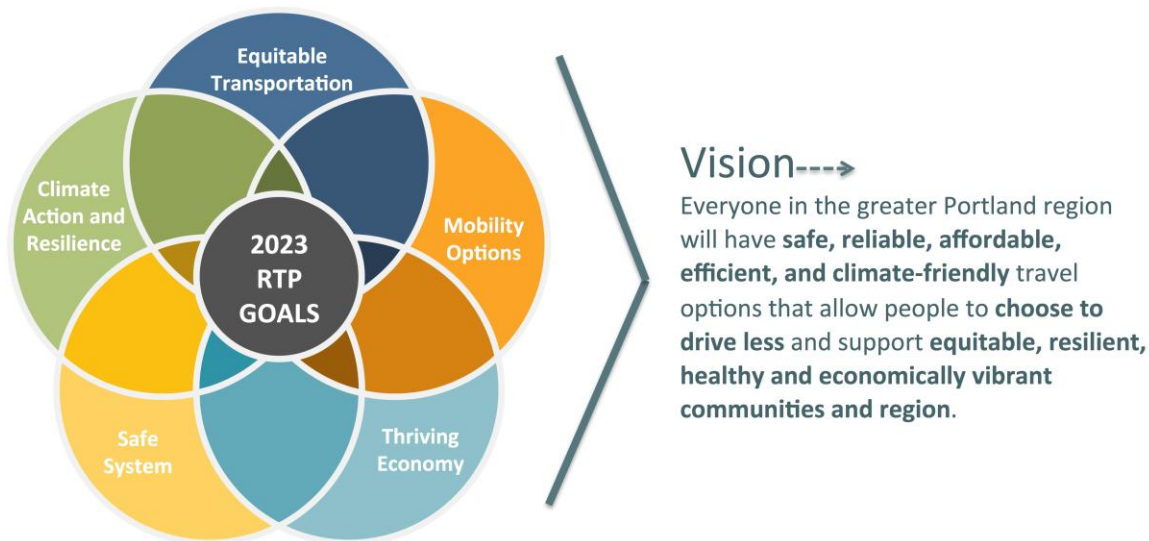 Equitable
Transportation
Climate
Action and
Resilience
Mobility
Options
2023
RTP
GOALS
Safe
System
Thriving
Economy
Vision
Everyone in the greater Portland region
will have safe, reliable, affordable,
efficient, and climate-friendly travel
options that allow people to choose to
drive less and support equitable, resilient,
healthy and economically vibrant
communities and region.